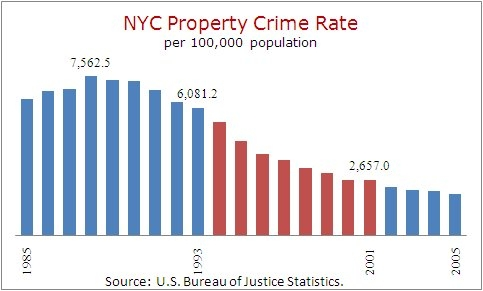 NYC Property Crime Rate
per 100,000 population
7,562.5
6,081.2
2,657.0
1985
1993
2001
2005
Source: U.S. Bureau of Justice Statistics.